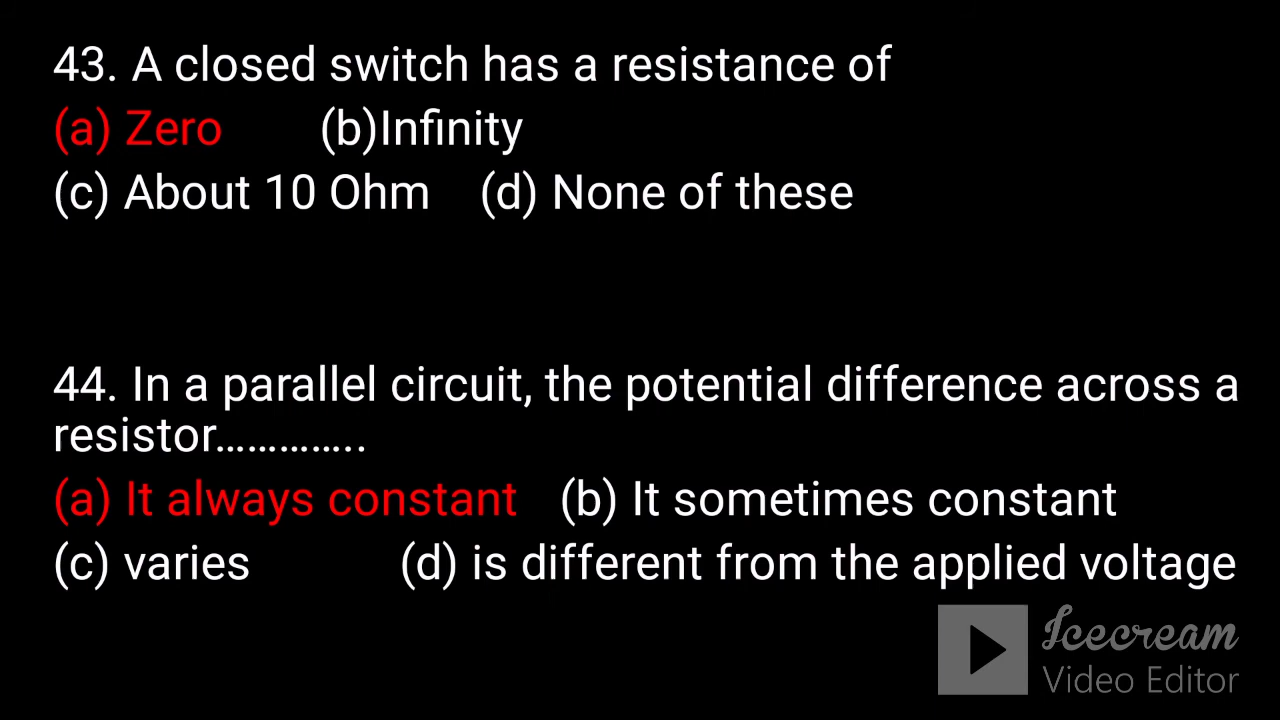 43. A closed switch has a resistance of
(a) Zero (b)Infinity
(c) About 10 Ohm (d) None of these
44. In a parallel circuit, the potential difference across a
resistor…………..
(a) It always constant (b) It sometimes constant
(c) varies (d) is different from the applied voltage
Icecream
Video Editor